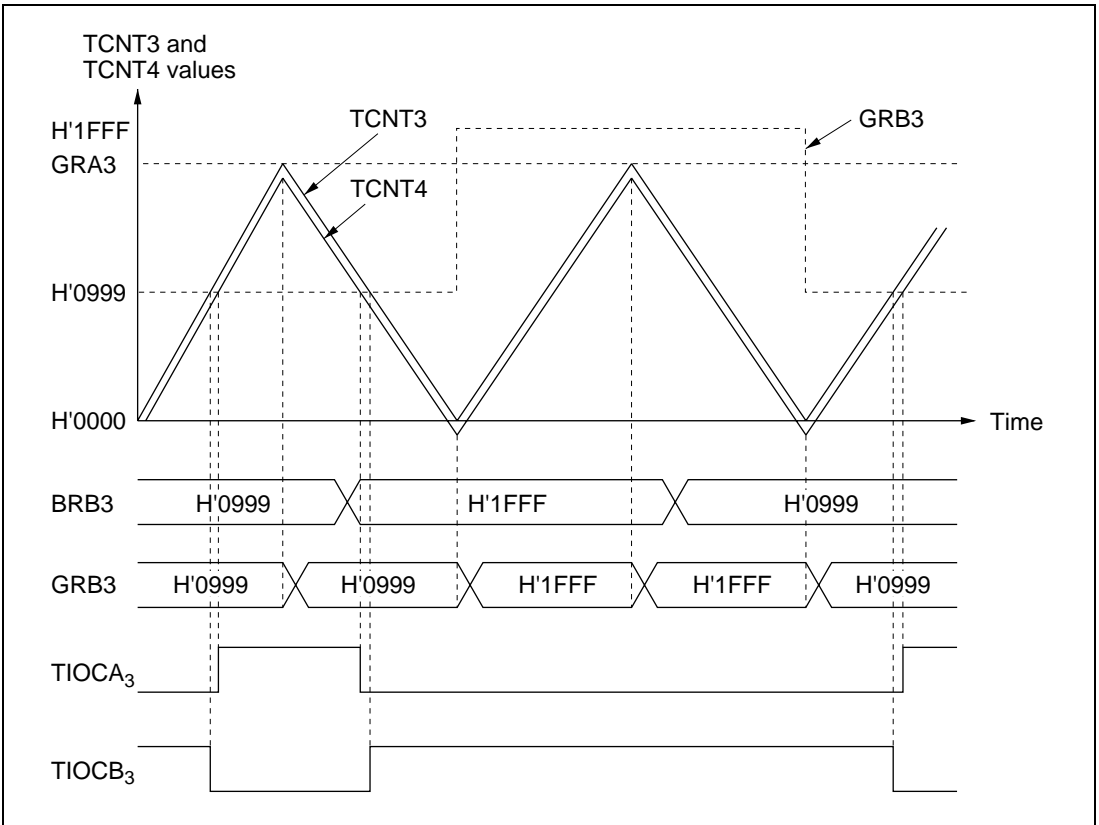 TCNT3 and
TCNT4 values
H'1FFF
TCNT3
GRB3
GRA3
TCNT4
H'0999
H'0000
Time
BRB3
H'0999
H'1FFF
H'0999
GRB3
H'0999
H'0999
H'1FFF
H'1FFF
H'0999
TIOCA3
TIOCB3